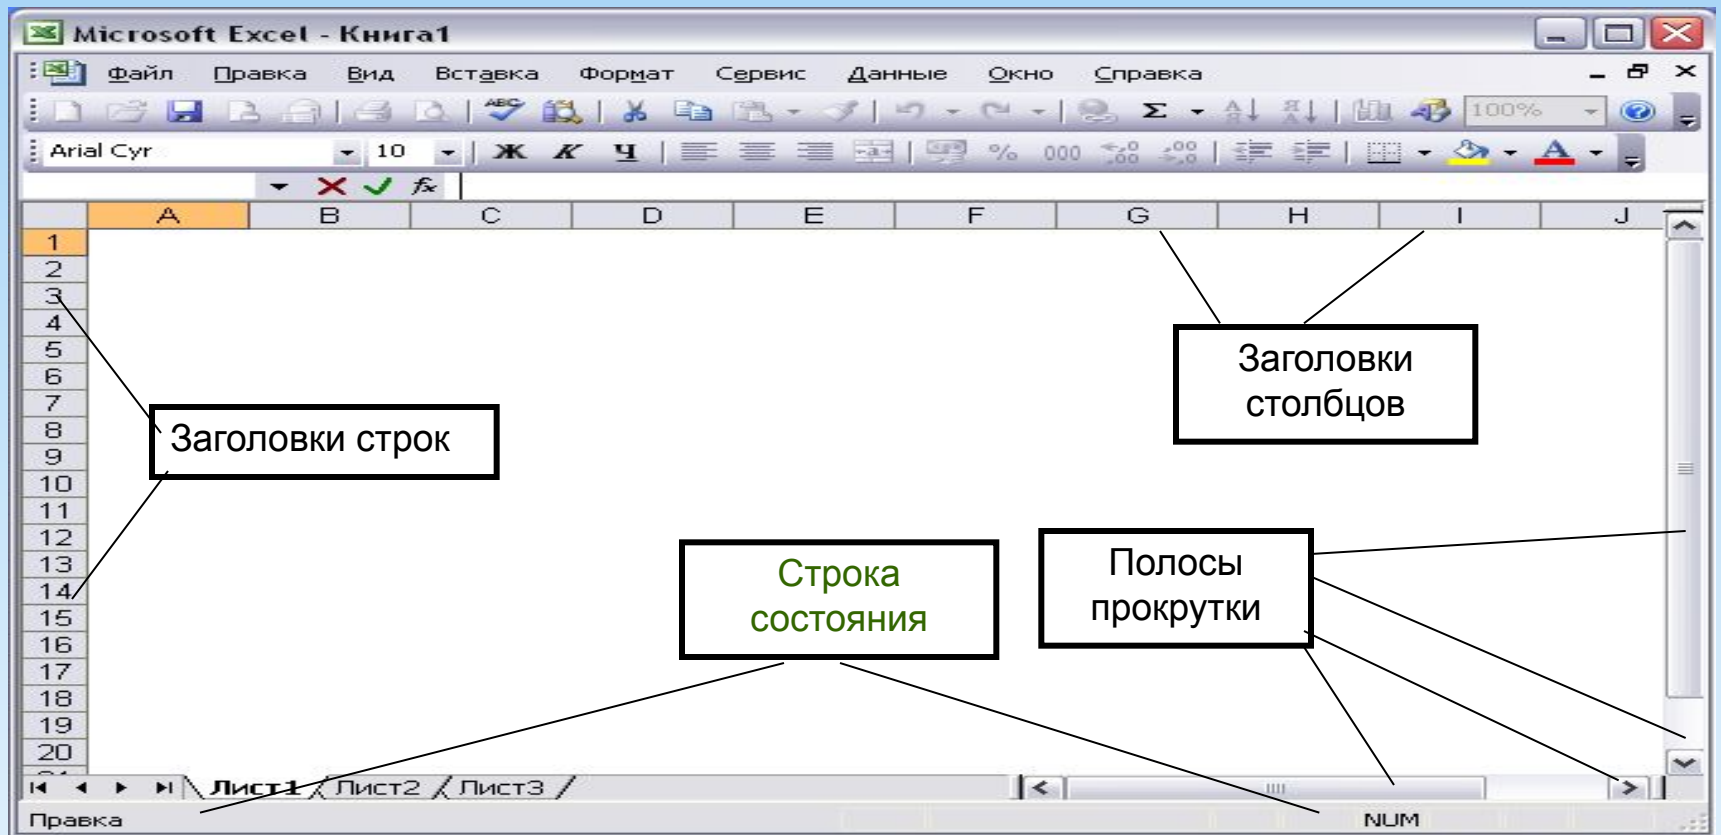 Microsoft Excel - Книга1
Файл Правка Вид Вставка Формат Сервис Данные Окно Справка
ABC Σ 100%
Arial Cyr 10 Ж К Ч % 000
fx
A B C D E F G H I J
1
2
3
4
5
6
7
8
9
10
11
12
13
14
15
16
17
18
19
20
Заголовки
столбцов
Заголовки строк
Строка
состояния
Полосы
прокрутки
Лист1 Лист2 Лист3
Правка NUM